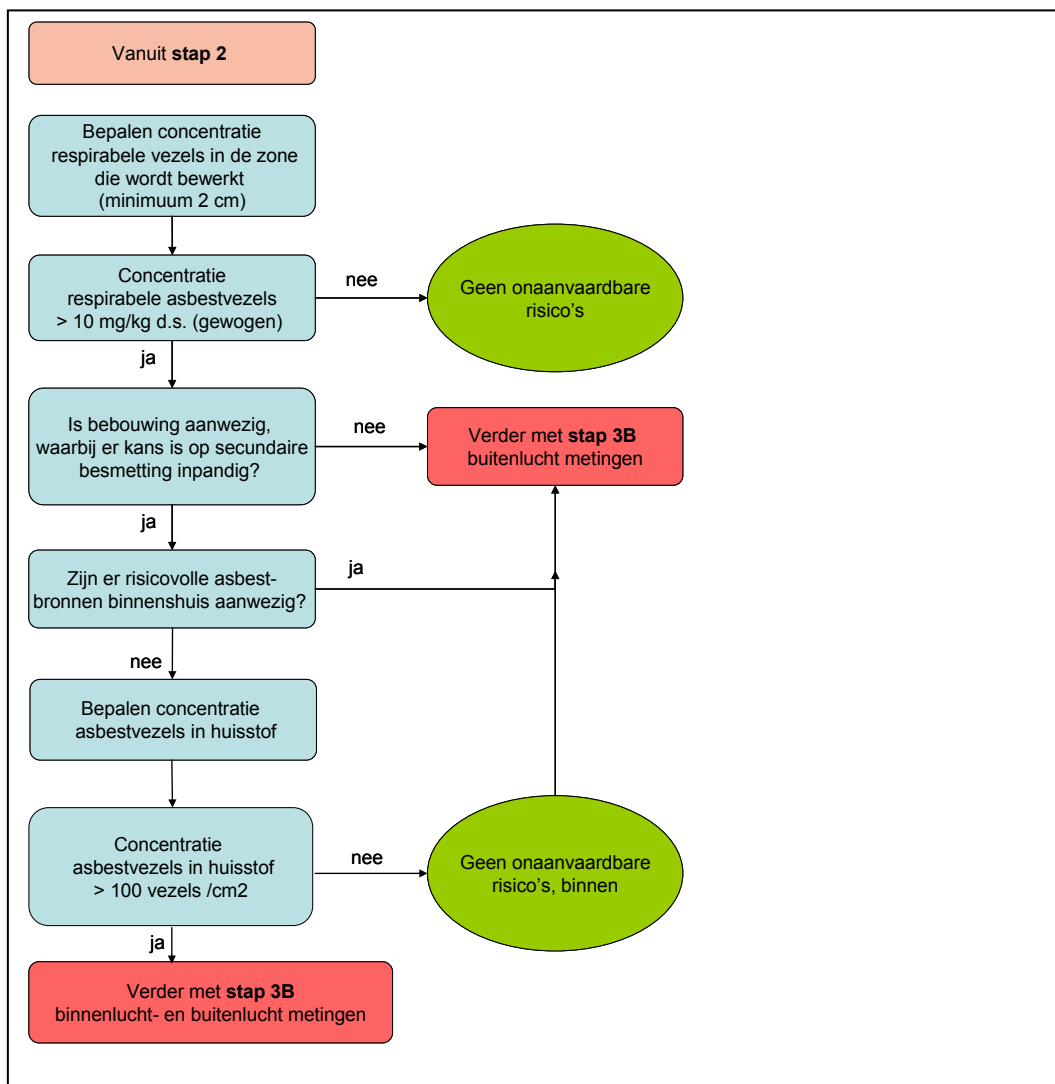 Vanuit stap 2
Bepalen concentratie
respirabele vezels in de zone
die wordt bewerkt
(minimum 2 cm)
Concentratie
respirabele asbestvezels
> 10 mg/kg d.s. (gewogen)
nee
Geen onaanvaardbare
risico’s
ja
Is bebouwing aanwezig,
waarbij er kans is op secundaire
besmetting inpandig?
nee
Verder met stap 3B
buitenlucht metingen
ja
Zijn er risicovolle asbest-
bronnen binnenshuis aanwezig?
ja
nee
Bepalen concentratie
asbestvezels in huisstof
Concentratie
asbestvezels in huisstof
> 100 vezels /cm2
nee
Geen onaanvaardbare
risico’s, binnen
ja
Verder met stap 3B
binnenlucht- en buitenlucht metingen